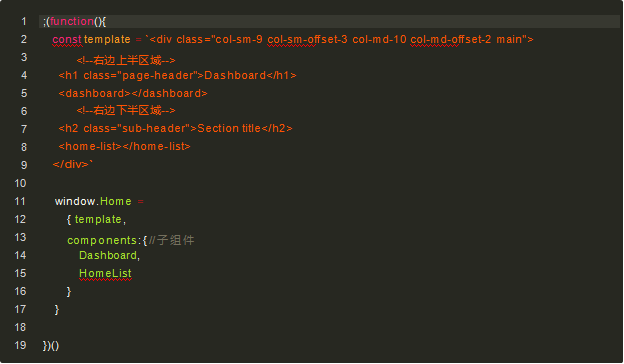 1 ;(function(){
2 const template = `<div class="col-sm-9 col-sm-offset-3 col-md-10 col-md-offset-2 main">
3 <!--右边上半区域-->
4 <h1 class="page-header">Dashboard</h1>
5 <dashboard></dashboard>
6 <!--右边下半区域-->
7 <h2 class="sub-header">Section title</h2>
8 <home-list></home-list>
9 </div>`
10
11 window.Home =
12 { template,
13 components:{//子组件
14 Dashboard,
15 HomeList
16 }
17 }
18
19 })()